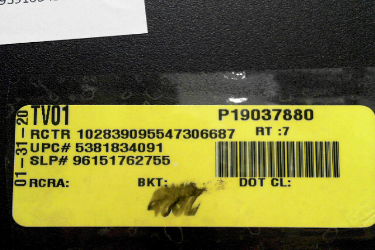 01-31-20
TV01 P19037880
RCTR 102839095547306687 RT :7
UPC# 5381834091
SLP# 96151762755
RCRA: BKT: DOT CL: